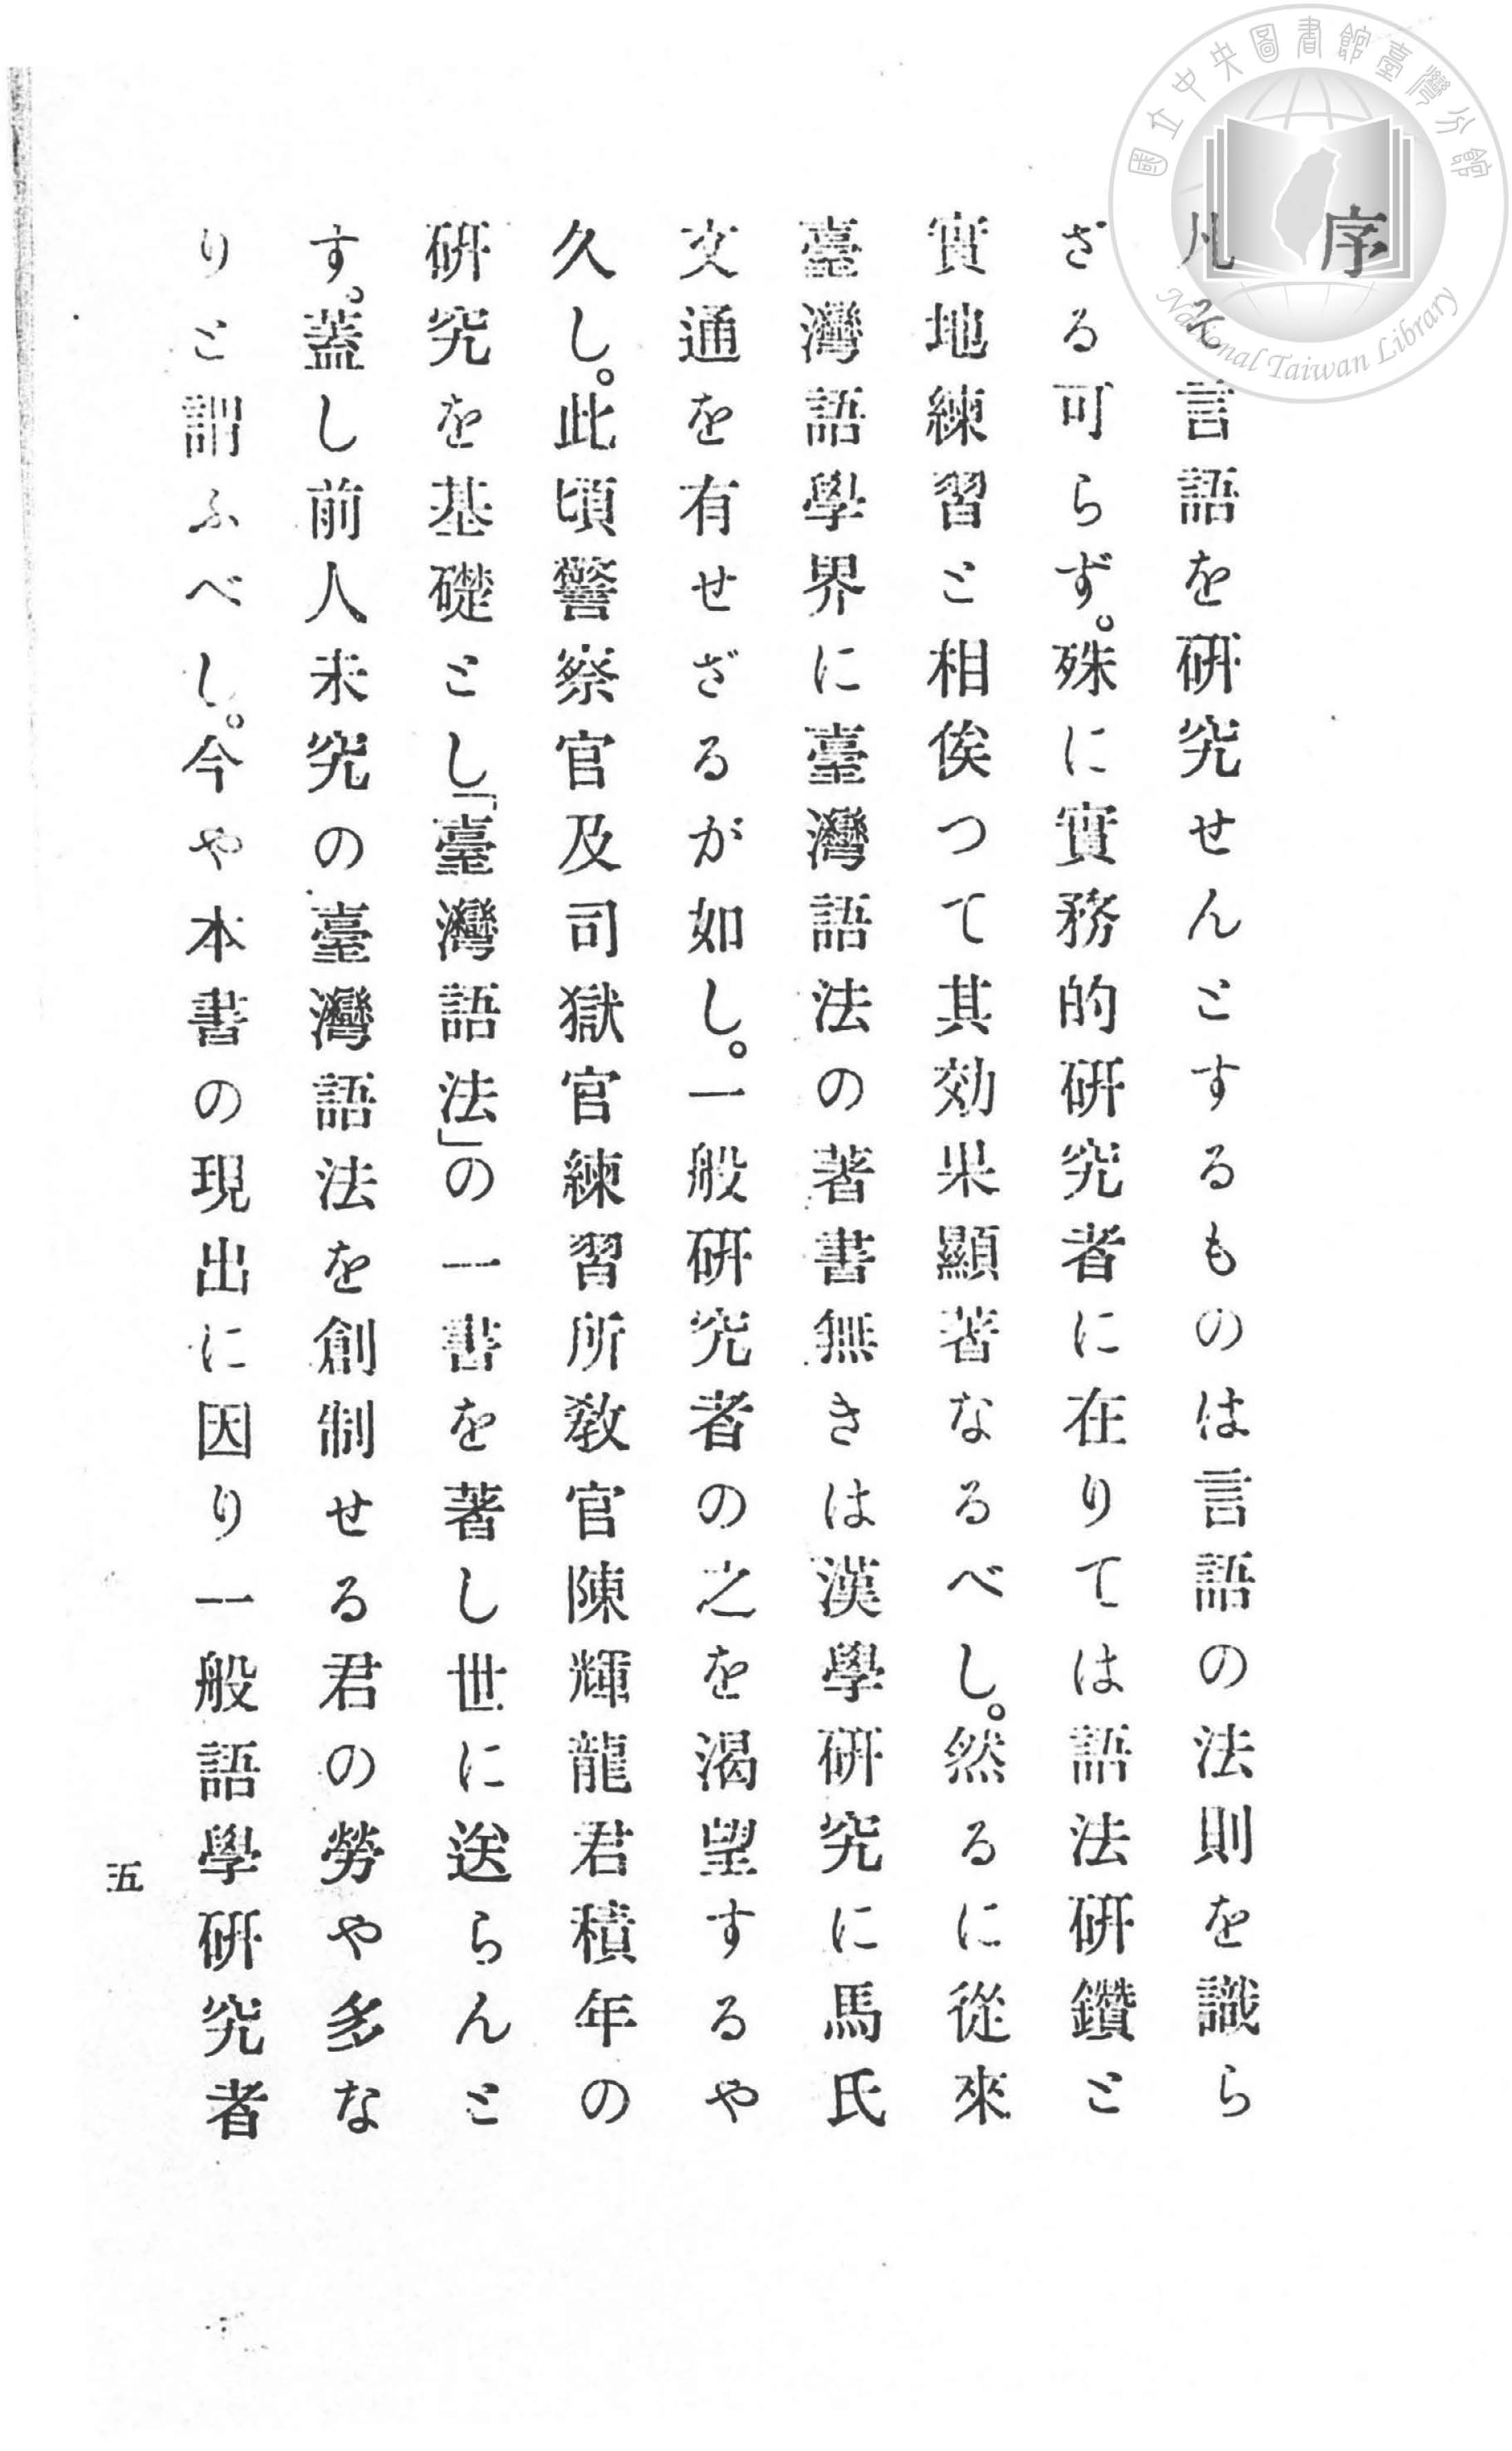 序
凡そ言語を研究せんとするものは言語の法則を識ら
ざる可らず。殊に實務的研究者に在りては語法研鑽と
實地練習と相俟つて其効果顯著なるべし。然るに從來
臺灣語學界に臺灣語法の著書無きは漢學研究に馬氏
文通を有せざるが如し。一般研究者の之を渴望するや
久し。此頃警察官及司獄官練習所教官陳輝龍君積年の
研究を基礎とし「臺灣語法」の一書を著し世に送らんと
す。蓋し前人未究の臺灣語法を創制せる君の勞や多な
りと謂ふべし。今や本書の現出に因り一般語學研究者
五
國立中央圖書館臺灣分館
National Taiwan Library